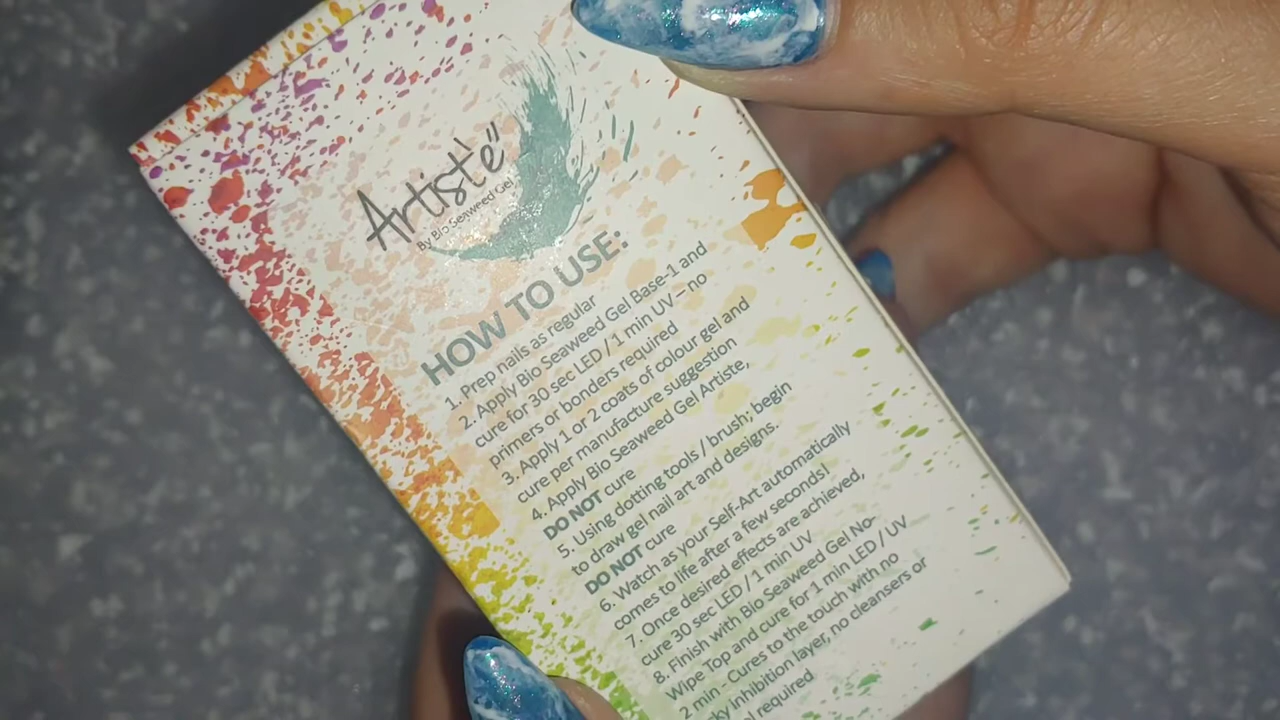 Artiste"
By Bio Seaweed Gel
HOW TO USE:
1. Prep nails as regular
2. Apply Bio Seaweed Gel Base-1 and
cure for 30 sec LED / 1 min UV – no
primers or bonders required
3. Apply 1 or 2 coats of colour gel and
cure per manufacture suggestion
4. Apply Bio Seaweed Gel Artiste,
DO NOT cure
5. Using dotting tools / brush; begin
to draw gel nail art and designs.
DO NOT cure
6. Watch as your Self-Art automatically
comes to life after a few seconds!
7. Once desired effects are achieved,
cure 30 sec LED / 1 min UV
8. Finish with Bio Seaweed Gel No-
Wipe Top and cure for 1 min LED / UV
2 min - Cures to the touch with no
ky inhibition layer, no cleansers or
l required